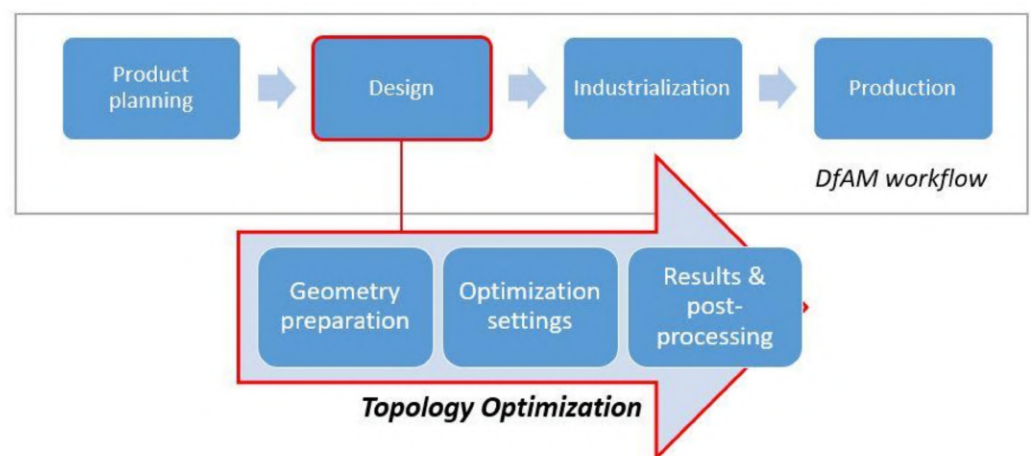 Product
planning
Design
Industrialization
Production
DfAM workflow
Geometry
preparation
Optimization
settings
Results &
post-
processing
Topology Optimization